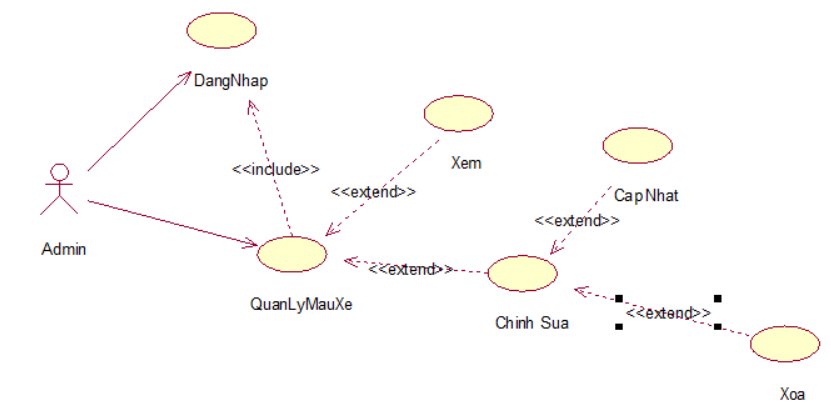 DangNhap
<<include>>
Xem
<<extend>>
CapNhat
<<extend>>
Admin
<<extend>>
QuanLyMauXe
Chinh Sua
<<extend>>
Xoa